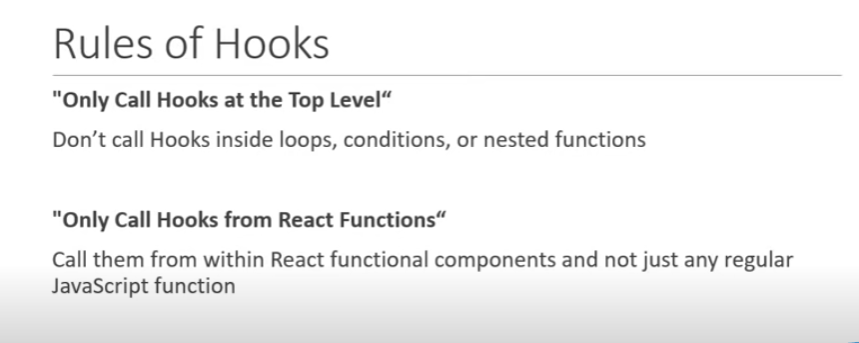 Rules of Hooks
"Only Call Hooks at the Top Level“
Don’t call Hooks inside loops, conditions, or nested functions
"Only Call Hooks from React Functions“
Call them from within React functional components and not just any regular
JavaScript function